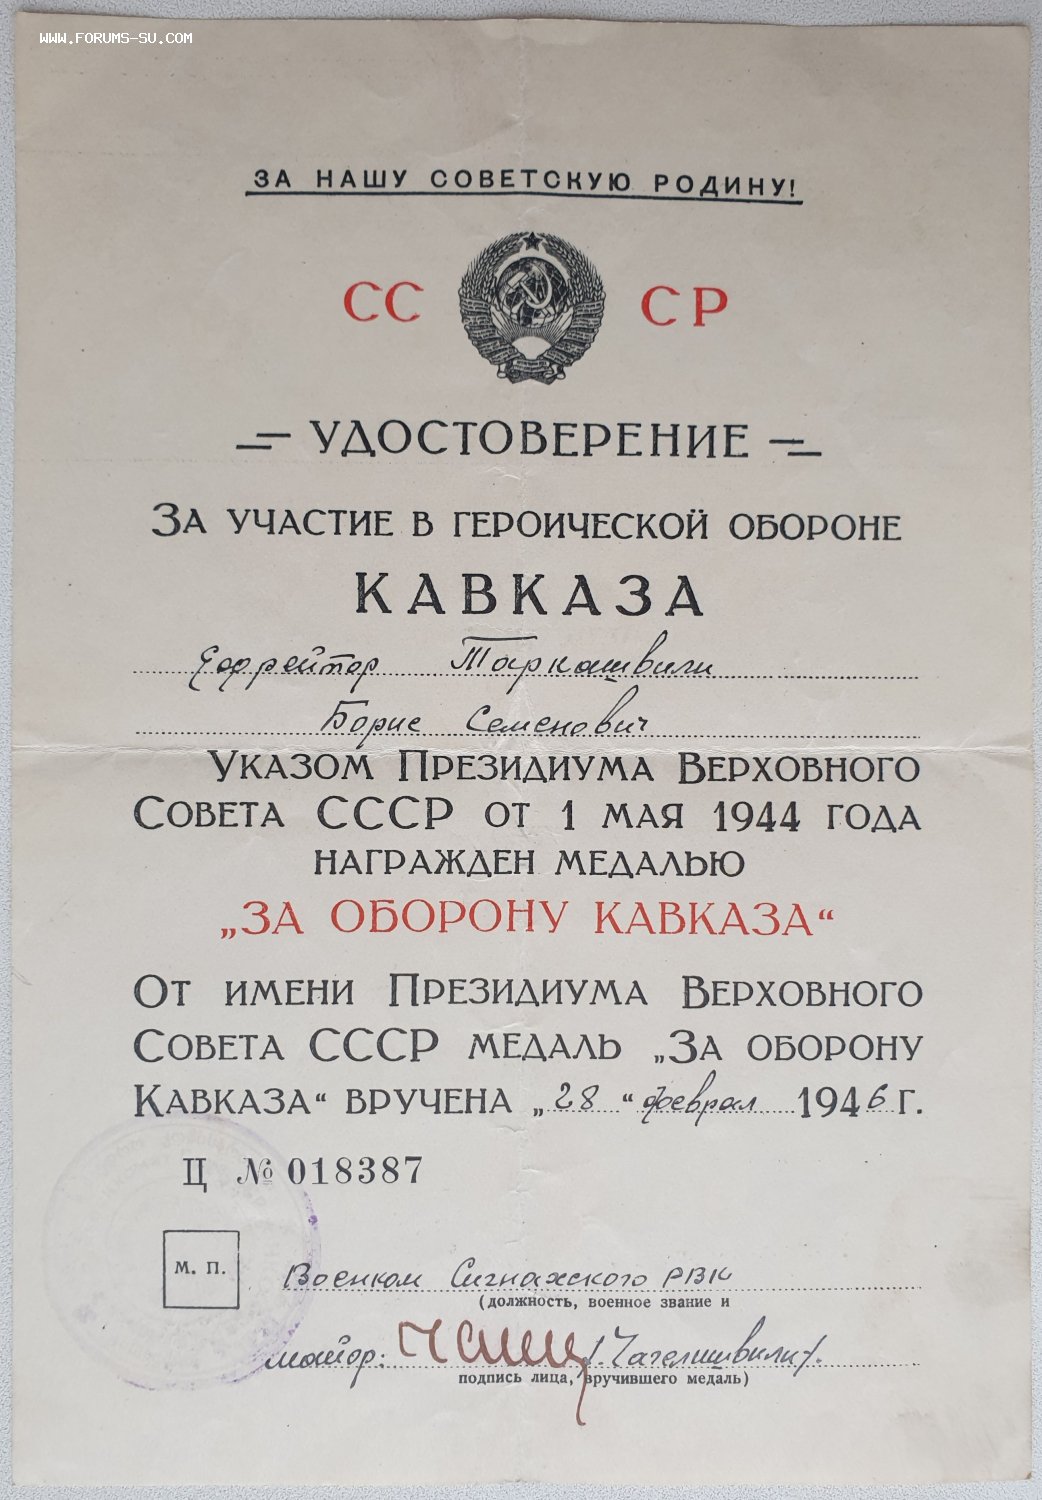 WWW.FORUMS-SU.COM
ЗА НАШУ СОВЕТСКУЮ РОДИНУ!
СС СР
УДОСТОВЕРЕНИЕ
ЗА УЧАСТИЕ В ГЕРОИЧЕСКОЙ ОБОРОНЕ
КАВКАЗА
Ефрейтор Таркашвили
Борис Семенович
УКАЗОМ ПРЕЗИДИУМА ВЕРХОВНОГО
СОВЕТА СССР ОТ 1 МАЯ 1944 ГОДА
НАГРАЖДЕН МЕДАЛЬЮ
„ЗА ОБОРОНУ КАВКАЗА“
ОТ ИМЕНИ ПРЕЗИДИУМА ВЕРХОВНОГО
СОВЕТА СССР МЕДАЛЬ „ЗА ОБОРОНУ
КАВКАЗА“ ВРУЧЕНА „28“ феврал 1946 Г.
Ц № 018387
М. П.
Военком Сигнахского РВК
(должность, военное звание и
майор: /.Чагелишвили/.
подпись лица, вручившего медаль)